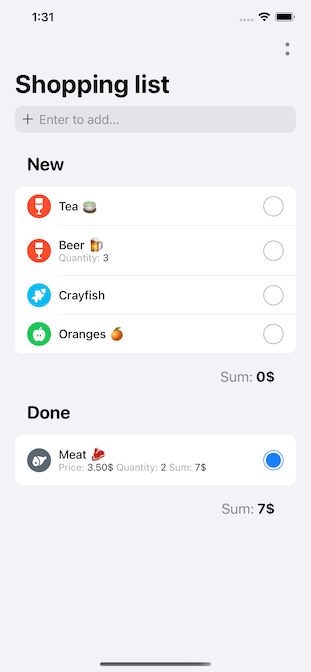 1:31
Shopping list
+ Enter to add...
New
Tea 🍵
Beer 🍺
Quantity: 3
Crayfish
Oranges 🍊
Sum: 0$
Done
Meat 🥩
Price: 3.50$ Quantity: 2 Sum: 7$
Sum: 7$